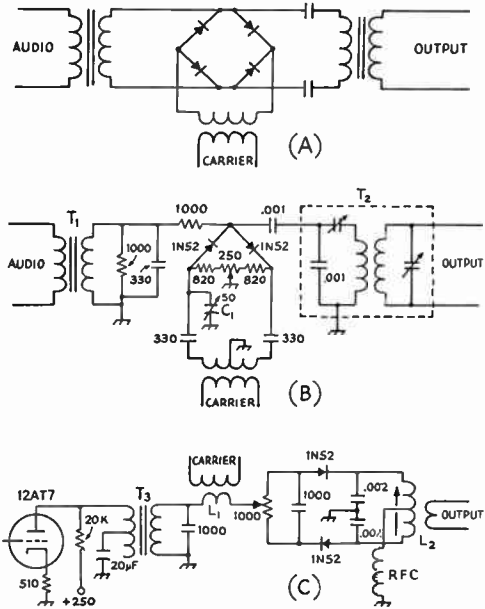 AUDIO
OUTPUT
CARRIER
(A)
T1
1000
.001
T2
1N52
250
1N52
AUDIO
1000
330
820
820
.001
OUTPUT
50
C1
330
330
CARRIER
(B)
CARRIER
1N52
12AT7
T3
L1
1000
1000
.002
OUTPUT
20K
1000
.002
L2
510
20µF
1N52
+250
(C)
RFC